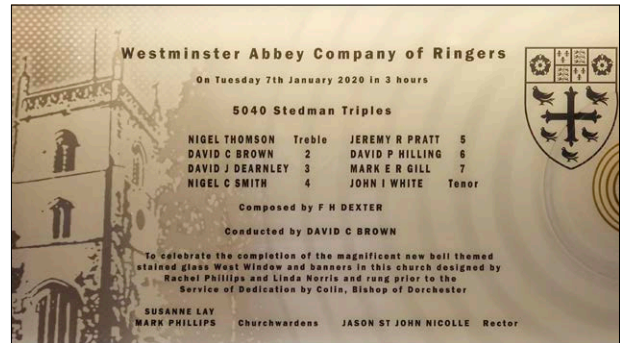 Westminster Abbey Company of Ringers
On Tuesday 7th January 2020 in 3 hours
5040 Stedman Triples
NIGEL THOMSON Treble JEREMY R PRATT 5
DAVID C BROWN 2 DAVID P HILLING 6
DAVID J DEARNLEY 3 MARK E R GILL 7
NIGEL C SMITH 4 JOHN I WHITE Tenor
Composed by F H DEXTER
Conducted by DAVID C BROWN
To celebrate the completion of the magnificent new bell themed
stained glass West Window and banners in this church designed by
Rachel Phillips and Linda Norris and rung prior to the
Service of Dedication by Colin, Bishop of Dorchester
SUSANNE LAY
MARK PHILLIPS Churchwardens JASON ST JOHN NICOLLE Rector